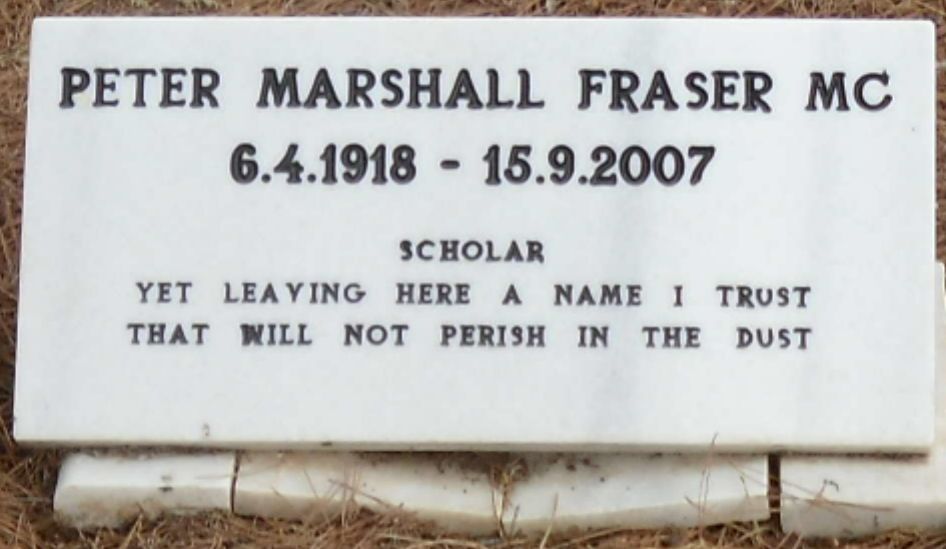 PETER MARSHALL FRASER MC
6.4.1918 - 15.9.2007
SCHOLAR
YET LEAVING HERE A NAME I TRUST
THAT WILL NOT PERISH IN THE DUST